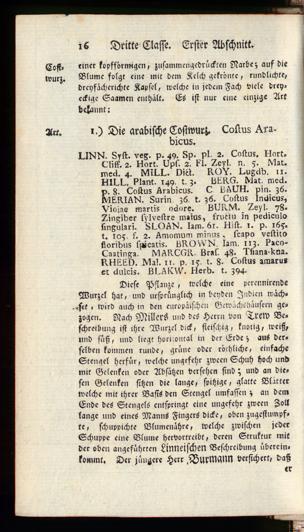 16 Dritte Classe. Erster Abschnitt.
Cost-
wurz.
einer kopfförmigen, zusammengedrückten Narbe; auf die
Blume folge eine mit dem Kelch gekrönte, rundlichte,
dreyfächerichte Kapsel, welche in jedem Fach viele drey-
eckige Saamen enthält. Es ist nur eine einzige Art
bekannt:
Art.
1.) Die arabische Costwurz. Costus Ara-
bicus.
LINN. Syst. veg. p. 49. Sp. pl. 2. Costus. Hort.
Cliff. 2. Hort. Ups. 2. Fl. Zeyl. n. 5. Mat.
med. 4. MILL. Dict. ROY. Lugdb. 11.
HILL. Plant. 149. t. 3. BERG. Mat. med.
p. 8. Costus Arabicus. C. BAUH. pin. 36.
MERIAN. Surin. 36. t. 36. Costus Indicus,
Violae martis odore. BURM. Zeyl. 78.
Zingiber sylvestre maius, fructu in pediculo
singulari. SLOAN. Iam. 61. Hist. 1. p. 165.
t. 105. f. 2. Amomum minus, scapo vestito
floribus spicatis. BROWN. Iam. 113. Paco-
Caatinga. MARCGR. Bras. 48. Tsiana-kua.
RHEED. Mal. 11. p. 15. t. 8. Costus amarus
et dulcis. BLAKW. Herb. t. 394.
Diese Pflanze, welche eine perennirende
Wurzel hat, und ursprünglich in beyden Indien wäch-
set, wird auch in den europäischen Gewächshäusern ge-
zogen. Nach Millers und des Herrn von Trew Be-
schreibung ist ihre Wurzel dick, fleischig, knotig, weiß,
und süß, und liegt horizontal in der Erde; aus der-
selben kommen runde, grüne oder röthliche, einfache
Stengel herfür, welche ungefehr zween Schuh hoch und
mit Gelenken oder Absätzen versehen sind; und an die-
sen Gelenken sitzen die lange, spitzige, glatte Blätter
welche mit ihrer Basis den Stengel umfassen; an dem
Ende des Stengels entspringt eine ungefehr zween Zoll
lange und eines Manns Fingers dicke, oben zugestumpf-
te, schuppichte Blumenähre, welche zwischen jeder
Schuppe eine Blume hervortreibt, deren Struktur mit
der oben angeführten Linneischen Beschreibung überein-
kommt. Der jüngere Herr Burmann versichert, daß
er